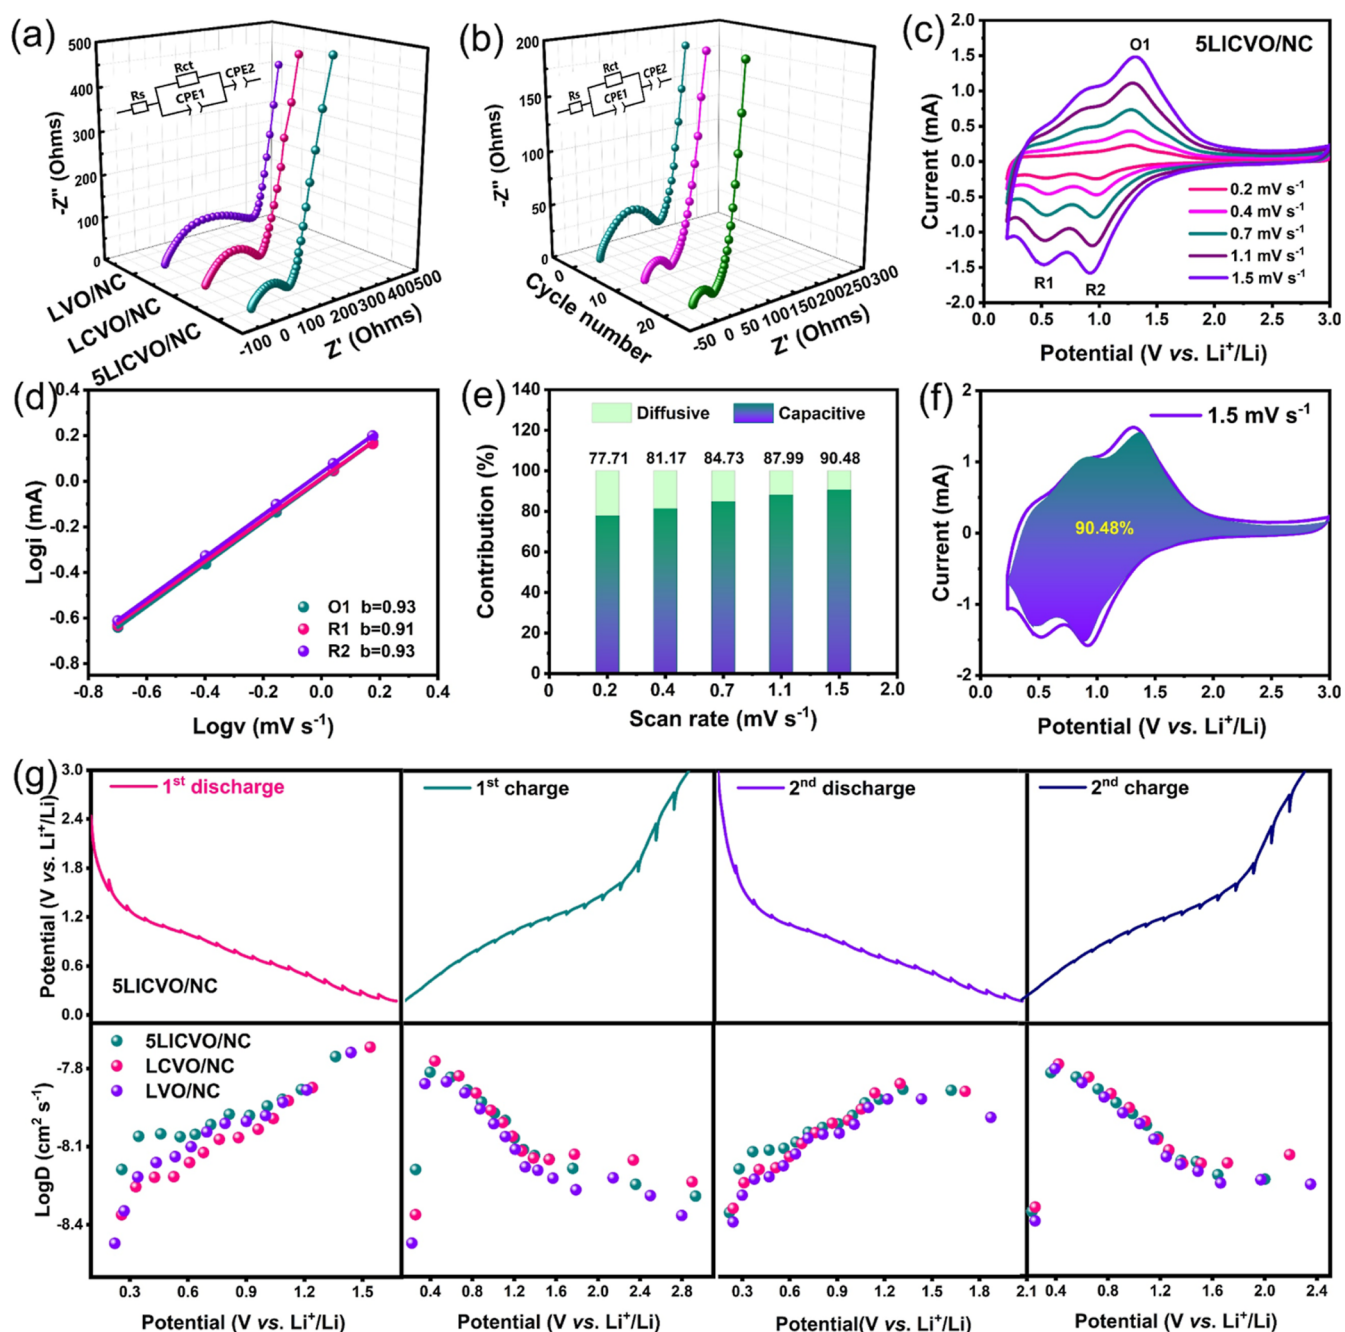 (a)
500
400
300
200
100
0
-Z'' (Ohms)
Rs
Rct
CPE1
CPE2
LVO/NC
LCVO/NC
5LICVO/NC
-100
0
100
200
300
400
500
Z' (Ohms)
(b)
200
150
100
50
0
-Z'' (Ohms)
Rs
Rct
CPE1
CPE2
0
10
20
Cycle number
-50
0
50
100
150
200
250
300
Z' (Ohms)
(c)
5LICVO/NC
O1
R1
R2
2.0
1.5
1.0
0.5
0.0
-0.5
-1.0
-1.5
-2.0
Current (mA)
0.2 mV s⁻¹
0.4 mV s⁻¹
0.7 mV s⁻¹
1.1 mV s⁻¹
1.5 mV s⁻¹
0.0 0.5 1.0 1.5 2.0 2.5 3.0
Potential (V vs. Li⁺/Li)
(d)
0.4
0.2
0.0
-0.2
-0.4
-0.6
-0.8
Logi (mA)
O1 b=0.93
R1 b=0.91
R2 b=0.93
-0.8 -0.4 0.0 0.4
Logv (mV s⁻¹)
(e)
140
120
100
80
60
40
20
0
Contribution (%)
Diffusive
Capacitive
77.71 81.17 84.73 87.99 90.48
0.2 0.4 0.7 1.1 1.5 2.0
Scan rate (mV s⁻¹)
(f)
1.5 mV s⁻¹
90.48%
2
1
0
-1
-2
Current (mA)
0.0 0.5 1.0 1.5 2.0 2.5 3.0
Potential (V vs. Li⁺/Li)
(g)
3.0
2.4
1.8
1.2
0.6
0.0
Potential (V vs. Li⁺/Li)
1ˢᵗ discharge
1ˢᵗ charge
2ⁿᵈ discharge
2ⁿᵈ charge
5LICVO/NC
5LICVO/NC
LCVO/NC
LVO/NC
-7.8
-8.1
-8.4
LogD (cm² s⁻¹)
0.3 0.6 0.9 1.2 1.5
Potential (V vs. Li⁺/Li)
0.4 0.8 1.2 1.6 2.0 2.4 2.8
Potential (V vs. Li⁺/Li)
0.3 0.6 0.9 1.2 1.5 1.8 2.1
Potential(V vs. Li⁺/Li)
0.4 0.8 1.2 1.6 2.0 2.4
Potential (V vs. Li⁺/Li)